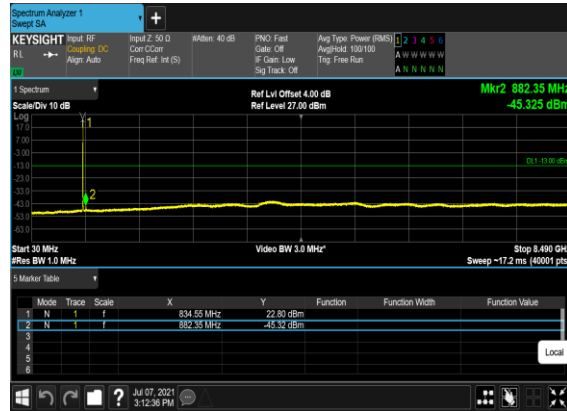 Spectrum Analyzer 1
Swept SA
+
KEYSIGHT Input: RF Input Z: 50 Ω #Atten: 40 dB PNO: Fast Avg Type: Power (RMS) 1 2 3 4 5 6
RL Coupling: DC Corr CCorr Gate: Off Avg|Hold: 100/100 A W W W W W
Align: Auto Freq Ref: Int (S) IF Gain: Low Trig: Free Run A N N N N N
Sig Track: Off
1 Spectrum Ref Lvl Offset 4.00 dB Mkr2 882.35 MHz
Scale/Div 10 dB Ref Level 27.00 dBm -45.325 dBm
Log
17.0
7.00
-3.00
-13.0
-23.0
-33.0
-43.0
-53.0
-63.0
1
DL1 -13.00 dBm
2
Start 30 MHz Video BW 3.0 MHz* Stop 8.490 GHz
#Res BW 1.0 MHz Sweep ~17.2 ms (40001 pts)
5 Marker Table
Mode Trace Scale X Y Function Function Width Function Value
1 N 1 f 834.55 MHz 22.80 dBm
2 N 1 f 882.35 MHz -45.32 dBm
3
4
5
6
Local
? Jul 07, 2021
3:12:36 PM